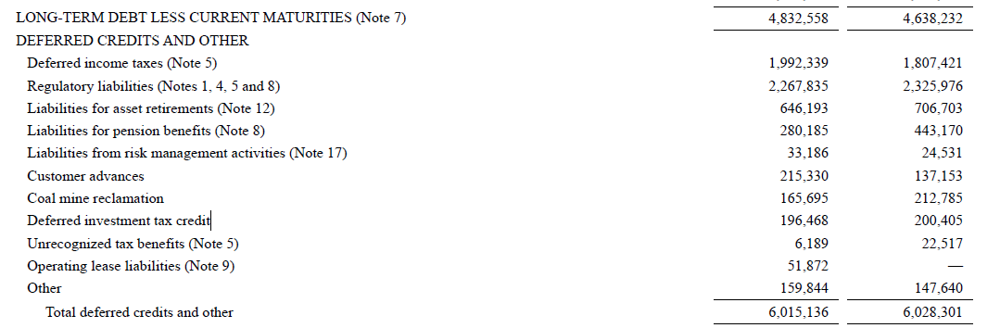 LONG-TERM DEBT LESS CURRENT MATURITIES (Note 7) 4,832,558 4,638,232
DEFERRED CREDITS AND OTHER
Deferred income taxes (Note 5) 1,992,339 1,807,421
Regulatory liabilities (Notes 1, 4, 5 and 8) 2,267,835 2,325,976
Liabilities for asset retirements (Note 12) 646,193 706,703
Liabilities for pension benefits (Note 8) 280,185 443,170
Liabilities from risk management activities (Note 17) 33,186 24,531
Customer advances 215,330 137,153
Coal mine reclamation 165,695 212,785
Deferred investment tax credit 196,468 200,405
Unrecognized tax benefits (Note 5) 6,189 22,517
Operating lease liabilities (Note 9) 51,872 —
Other 159,844 147,640
Total deferred credits and other 6,015,136 6,028,301